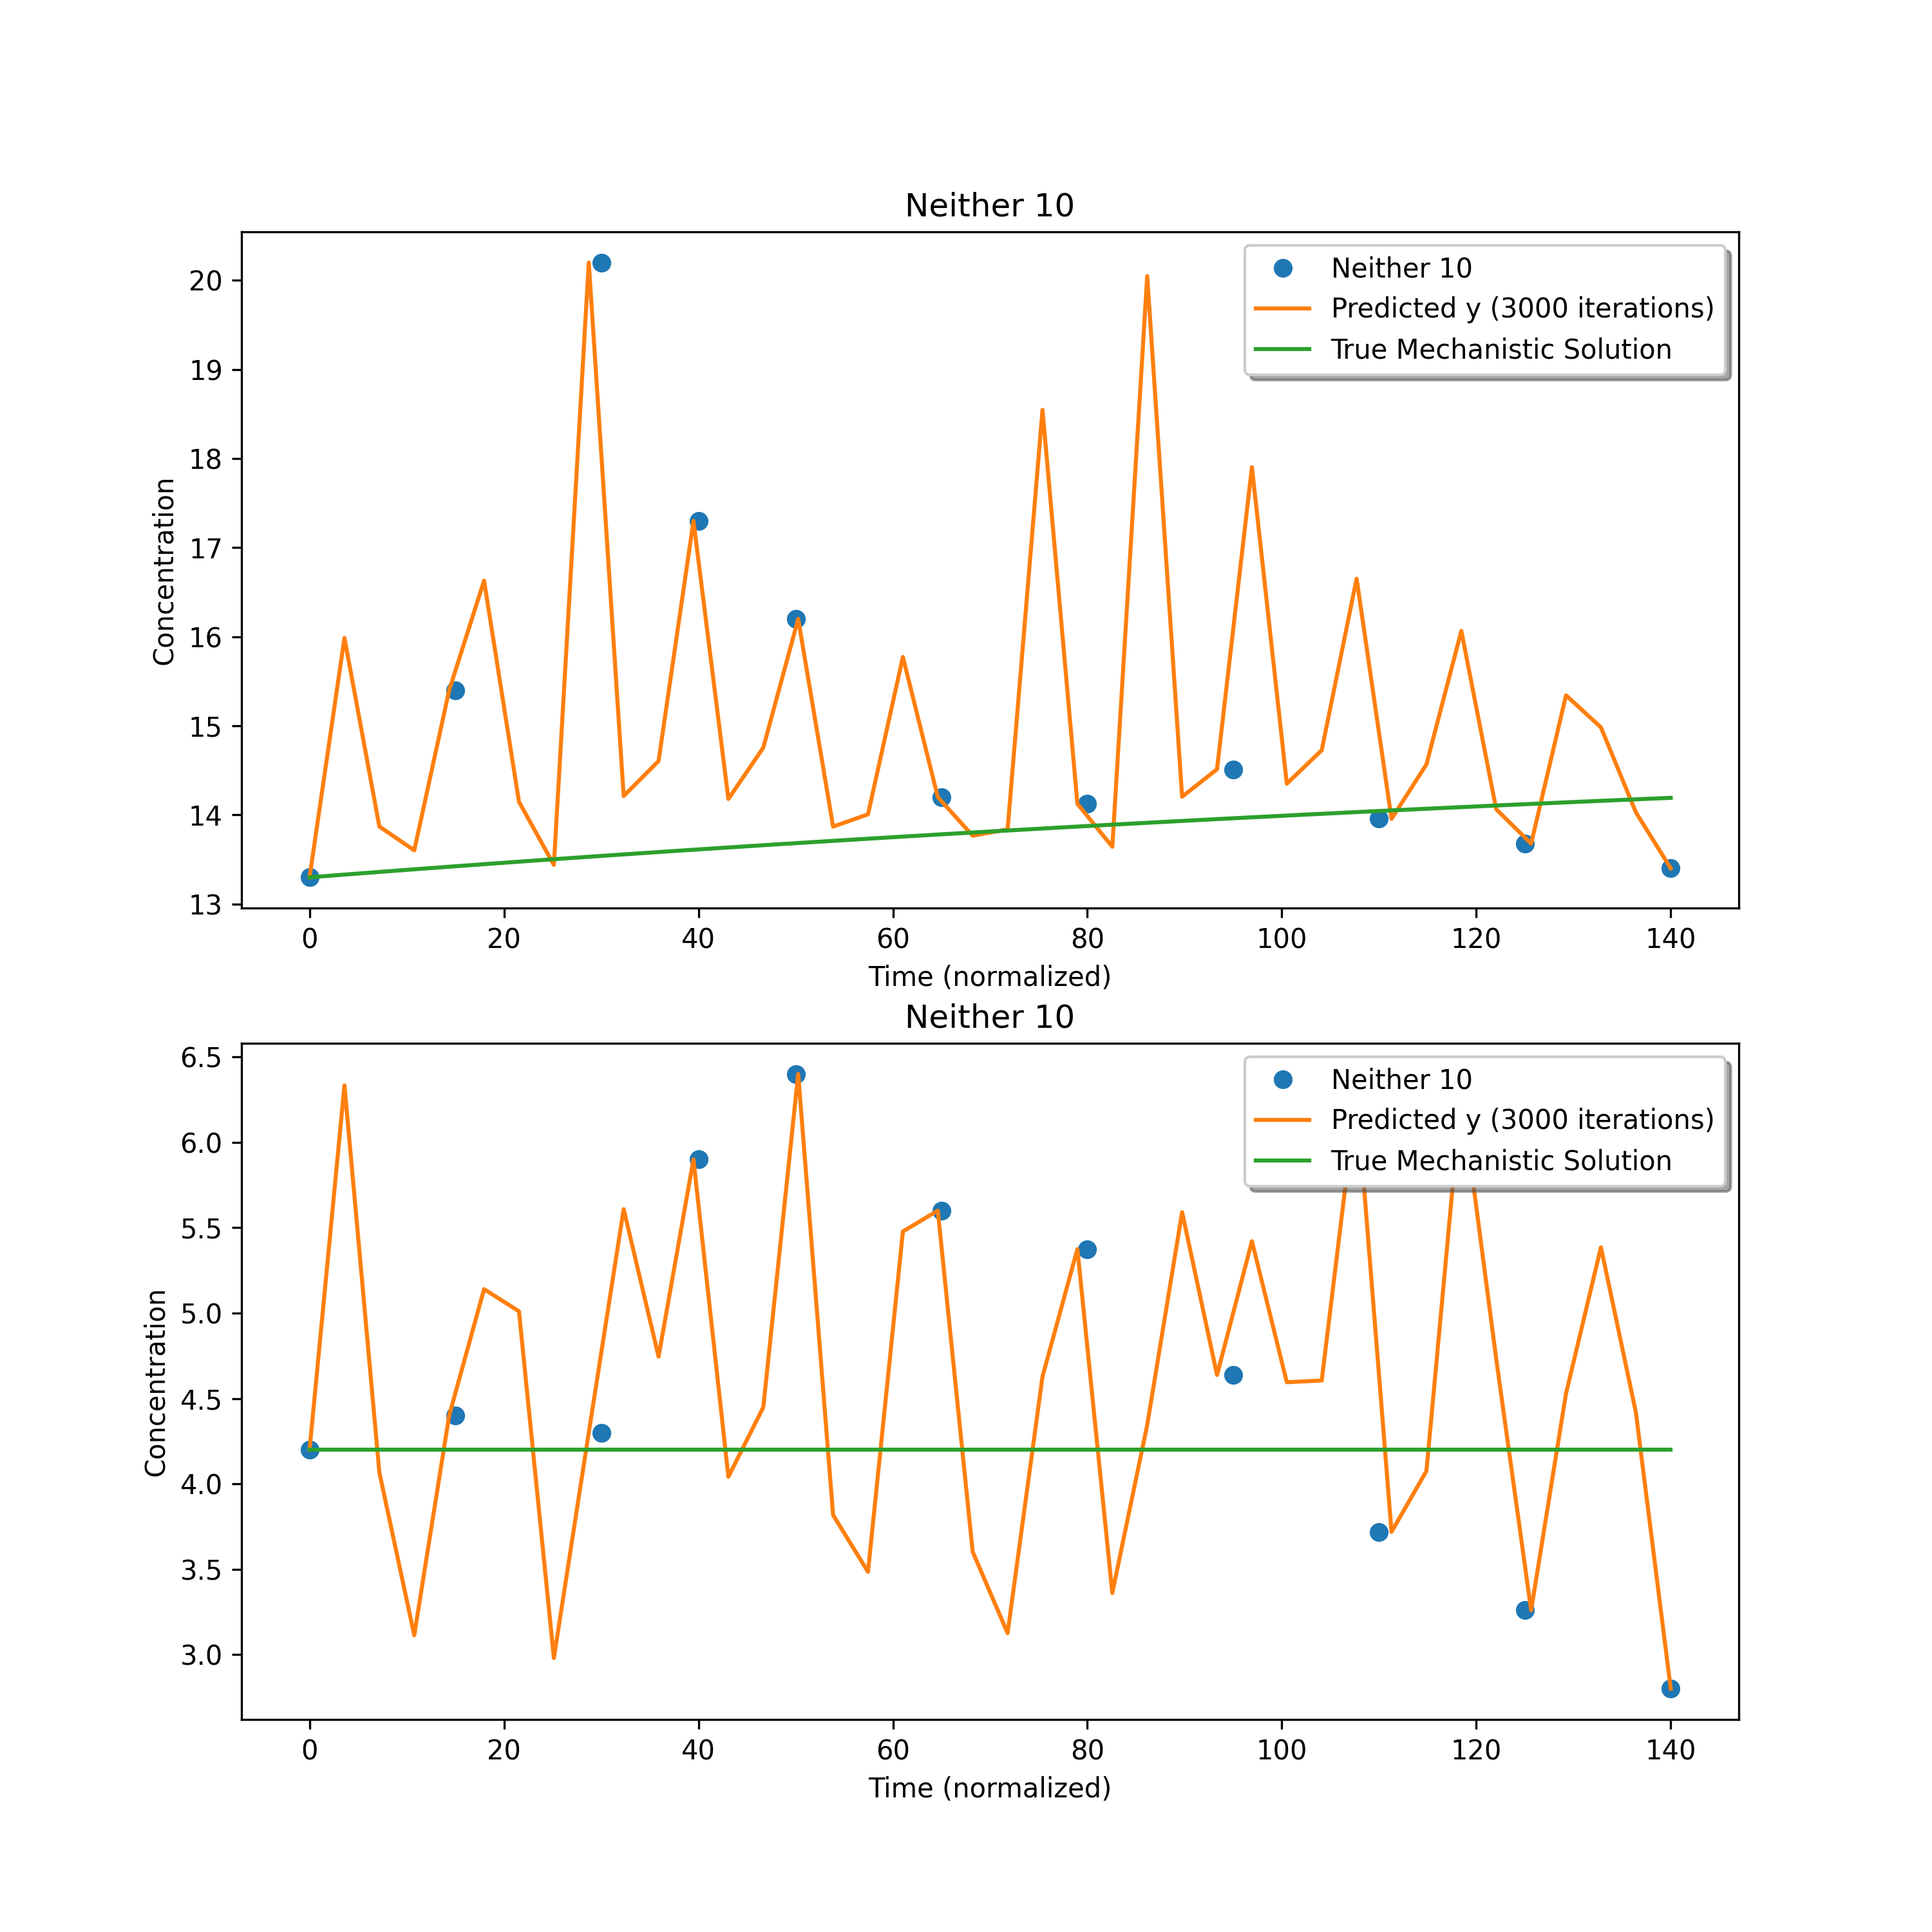 Neither 10
Neither 10
Predicted y (3000 iterations)
True Mechanistic Solution
20
19
18
17
16
15
14
13
Concentration
0 20 40 60 80 100 120 140
Time (normalized)
Neither 10
Neither 10
Predicted y (3000 iterations)
True Mechanistic Solution
6.5
6.0
5.5
5.0
4.5
4.0
3.5
3.0
Concentration
0 20 40 60 80 100 120 140
Time (normalized)